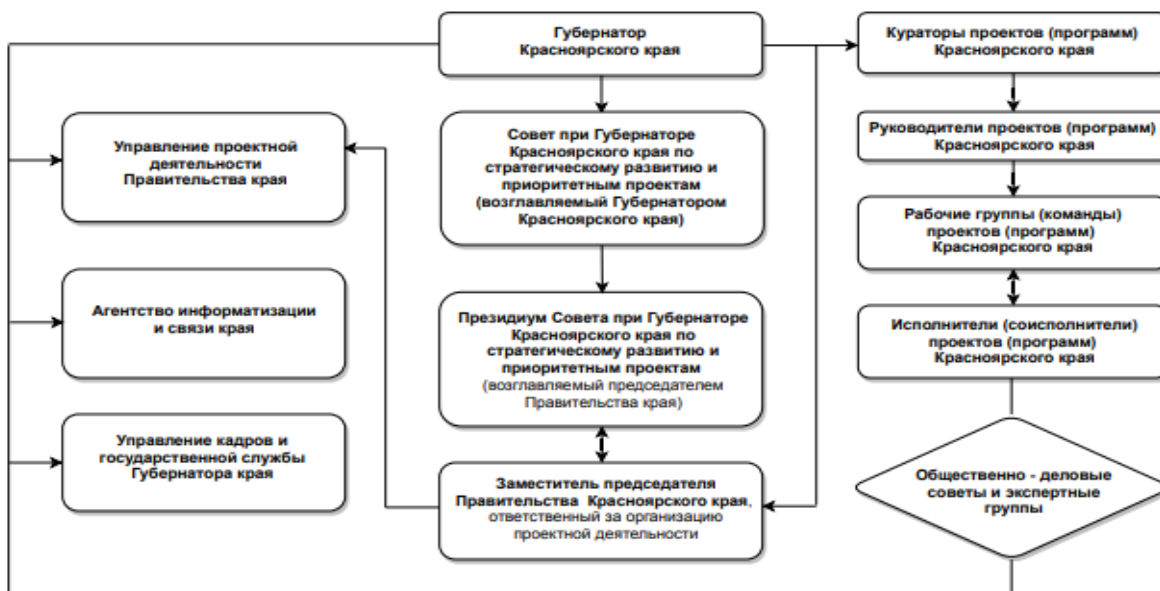 Губернатор
Красноярского края
Кураторы проектов (программ)
Красноярского края
Управление проектной
деятельности
Правительства края
Совет при Губернаторе
Красноярского края по
стратегическому развитию и
приоритетным проектам
(возглавляемый Губернатором
Красноярского края)
Руководители проектов (программ)
Красноярского края
Рабочие группы (команды)
проектов (программ)
Красноярского края
Агентство информатизации
и связи края
Президиум Совета при Губернаторе
Красноярского края по
стратегическому развитию и
приоритетным проектам
(возглавляемый председателем
Правительства края)
Исполнители (соисполнители)
проектов (программ)
Красноярского края
Управление кадров и
государственной службы
Губернатора края
Заместитель председателя
Правительства Красноярского края,
ответственный за организацию
проектной деятельности
Общественно - деловые
советы и экспертные
группы